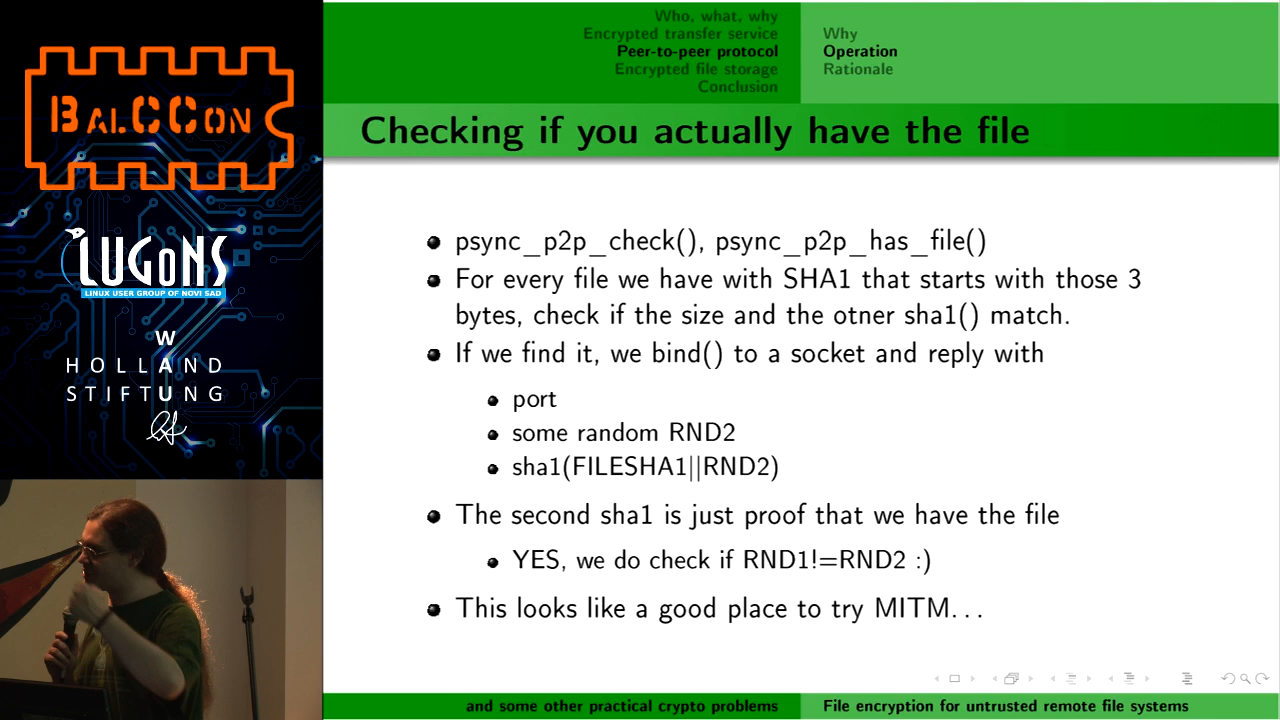 BALCCON
LUGONS
LINUX USER GROUP OF NOVI SAD
W
HOLLAND
STIFTUNG
Who, what, why
Encrypted transfer service
Peer-to-peer protocol
Encrypted file storage
Conclusion
Why
Operation
Rationale
Checking if you actually have the file
psync_p2p_check(), psync_p2p_has_file()
For every file we have with SHA1 that starts with those 3
bytes, check if the size and the otner sha1() match.
If we find it, we bind() to a socket and reply with
port
some random RND2
sha1(FILESHA1||RND2)
The second sha1 is just proof that we have the file
YES, we do check if RND1!=RND2 :)
This looks like a good place to try MITM...
and some other practical crypto problems
File encryption for untrusted remote file systems